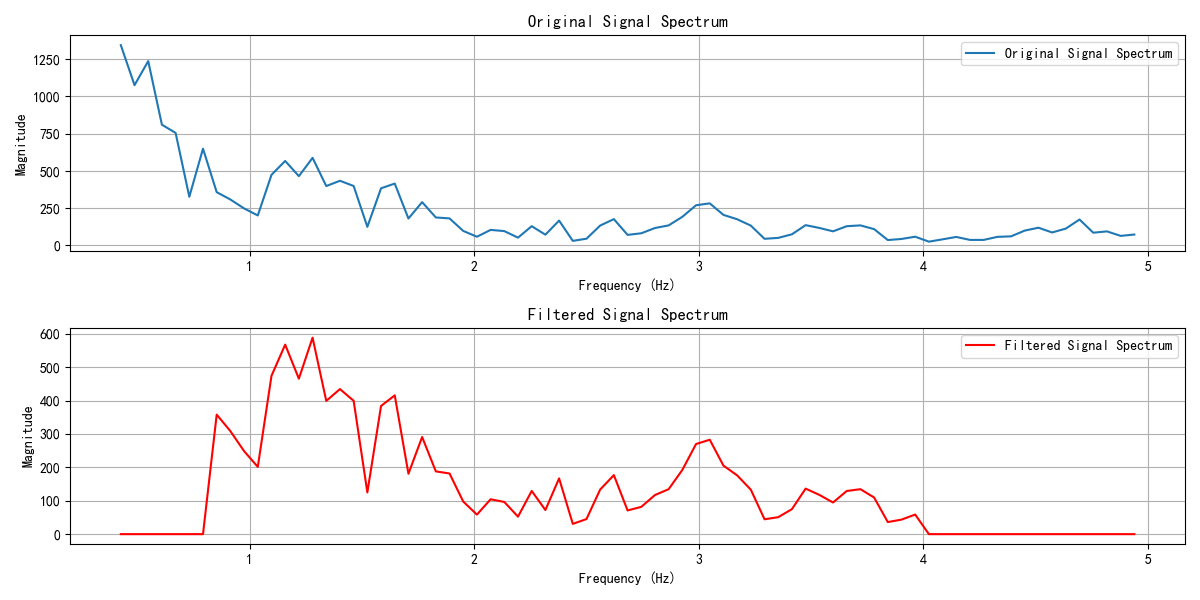 Original Signal Spectrum
1250
1000
750
500
250
0
Magnitude
Original Signal Spectrum
1 2 3 4 5
Frequency (Hz)
Filtered Signal Spectrum
600
500
400
300
200
100
0
Magnitude
Filtered Signal Spectrum
1 2 3 4 5
Frequency (Hz)